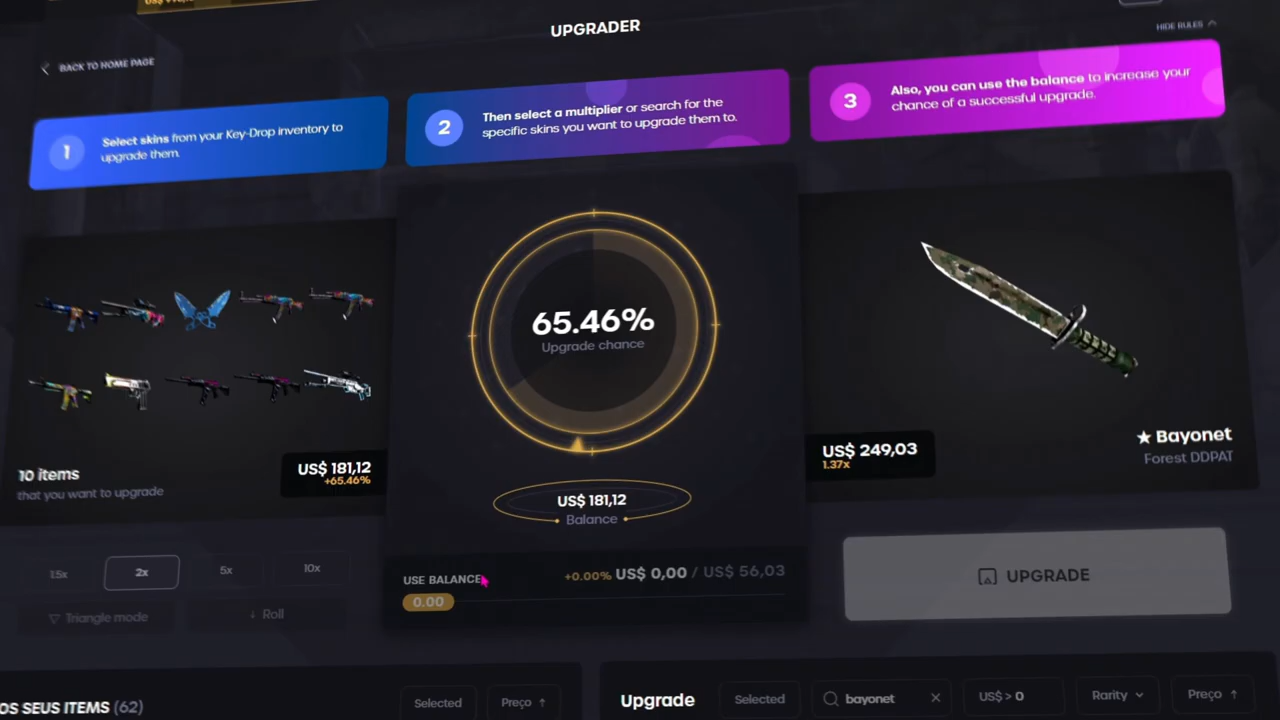 UPGRADER
HIDE RULES
BACK TO HOME PAGE
1
Select skins from your Key-Drop inventory to
upgrade them.
2
Then select a multiplier or search for the
specific skins you want to upgrade them to.
3
Also, you can use the balance to increase your
chance of a successful upgrade.
65.46%
Upgrade chance
10 items
that you want to upgrade
US$ 181,12
+65.46%
US$ 181,12
Balance
US$ 249,03
1.37x
★ Bayonet
Forest DDPAT
1.5x
2x
5x
10x
▽ Triangle mode
↓ Roll
USE BALANCE
+0.00% US$ 0,00 / US$ 56,03
0.00
UPGRADE
OS SEUS ITEMS (62)
Selected
Preço ↑
Upgrade
Selected
bayonet
US$ > 0
Rarity
Preço ↑